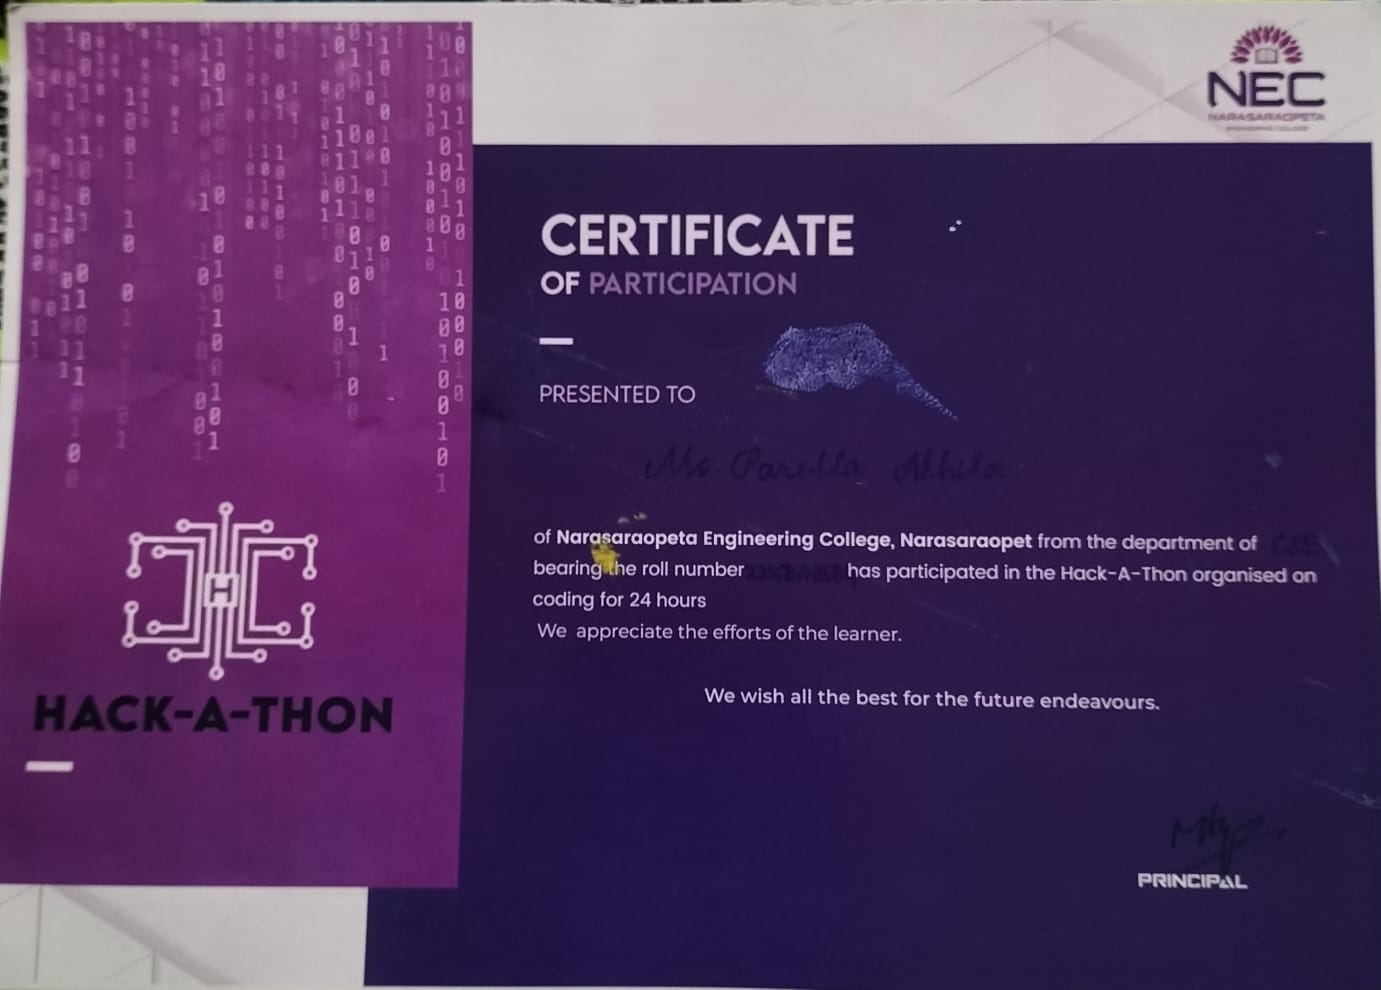 NEC
NARASARAOPETA
ENGINEERING COLLEGE
CERTIFICATE
OF PARTICIPATION
PRESENTED TO
Ms. Parella Akhila
of Narasaraopeta Engineering College, Narasaraopet from the department of CSE
bearing the roll number has participated in the Hack-A-Thon organised on
coding for 24 hours
We appreciate the efforts of the learner.
We wish all the best for the future endeavours.
HACK-A-THON
PRINCIPAL